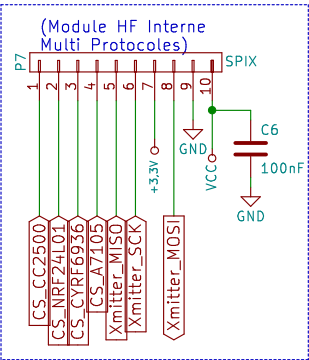 (Module HF Interne
Multi Protocoles)
P7
SPIX
1
2
3
4
5
6
7
8
9
10
GND
+3,3V
VCC
C6
100nF
GND
CS_CC2500
CS_NRF24L01
CS_CYRF6936
CS_A7105
Xmitter_MISO
Xmitter_SCK
Xmitter_MOSI